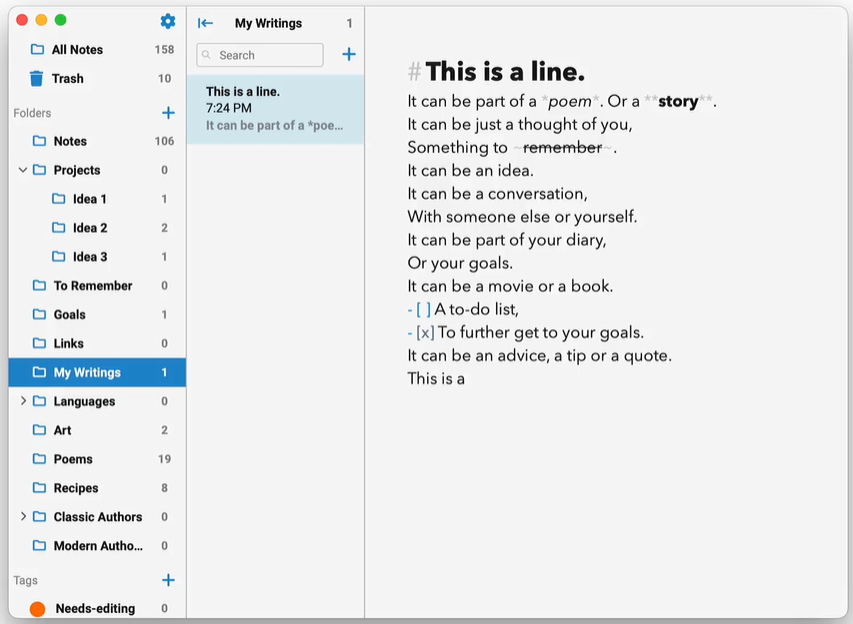 All Notes 158
Trash 10
Folders
Notes 106
Projects 0
Idea 1 1
Idea 2 2
Idea 3 1
To Remember 0
Goals 1
Links 0
My Writings 1
Languages 0
Art 2
Poems 19
Recipes 8
Classic Authors 0
Modern Autho... 0
Tags
Needs-editing 0
My Writings 1
Search
This is a line.
7:24 PM
It can be part of a *poe...
# This is a line.
It can be part of a *poem*. Or a **story**.
It can be just a thought of you,
Something to ~remember~.
It can be an idea.
It can be a conversation,
With someone else or yourself.
It can be part of your diary,
Or your goals.
It can be a movie or a book.
- [ ] A to-do list,
- [x] To further get to your goals.
It can be an advice, a tip or a quote.
This is a